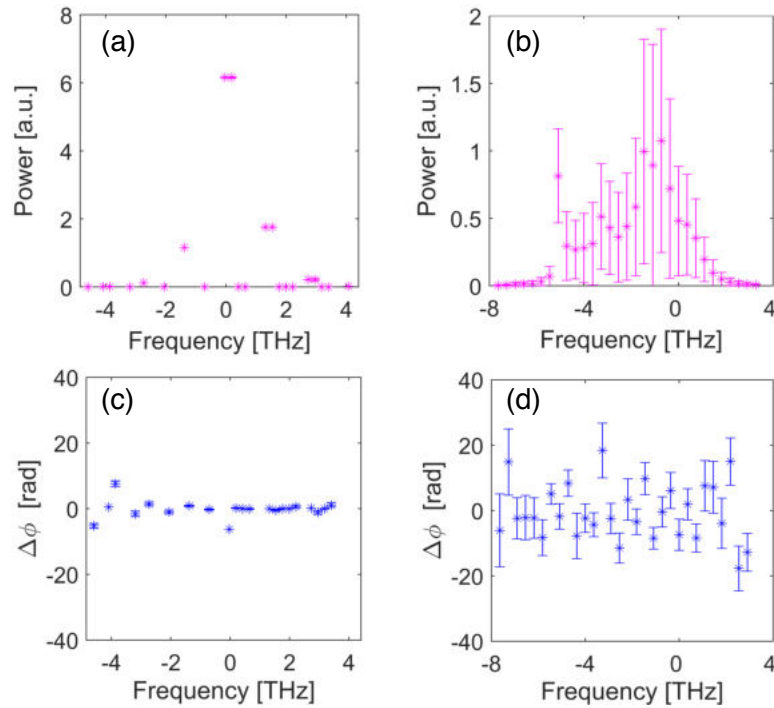 (a)
Power [a.u.]
8
6
4
2
0
-4 -2 0 2 4
Frequency [THz]
(b)
Power [a.u.]
2
1.5
1
0.5
0
-8 -4 0 4
Frequency [THz]
(c)
Δϕ [rad]
40
20
0
-20
-40
-4 -2 0 2 4
Frequency [THz]
(d)
Δϕ [rad]
40
20
0
-20
-40
-8 -4 0 4
Frequency [THz]